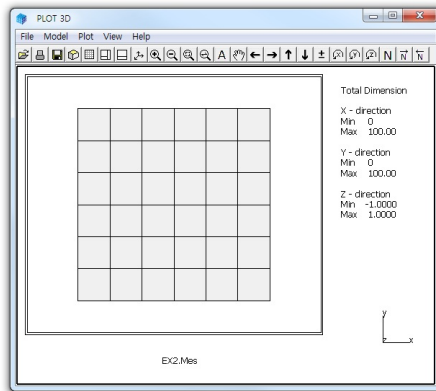 PLOT 3D
File Model Plot View Help
A N N N
Total Dimension
X - direction
Min 0
Max 100.00
Y - direction
Min 0
Max 100.00
Z - direction
Min -1.0000
Max 1.0000
y
z x
EX2.Mes